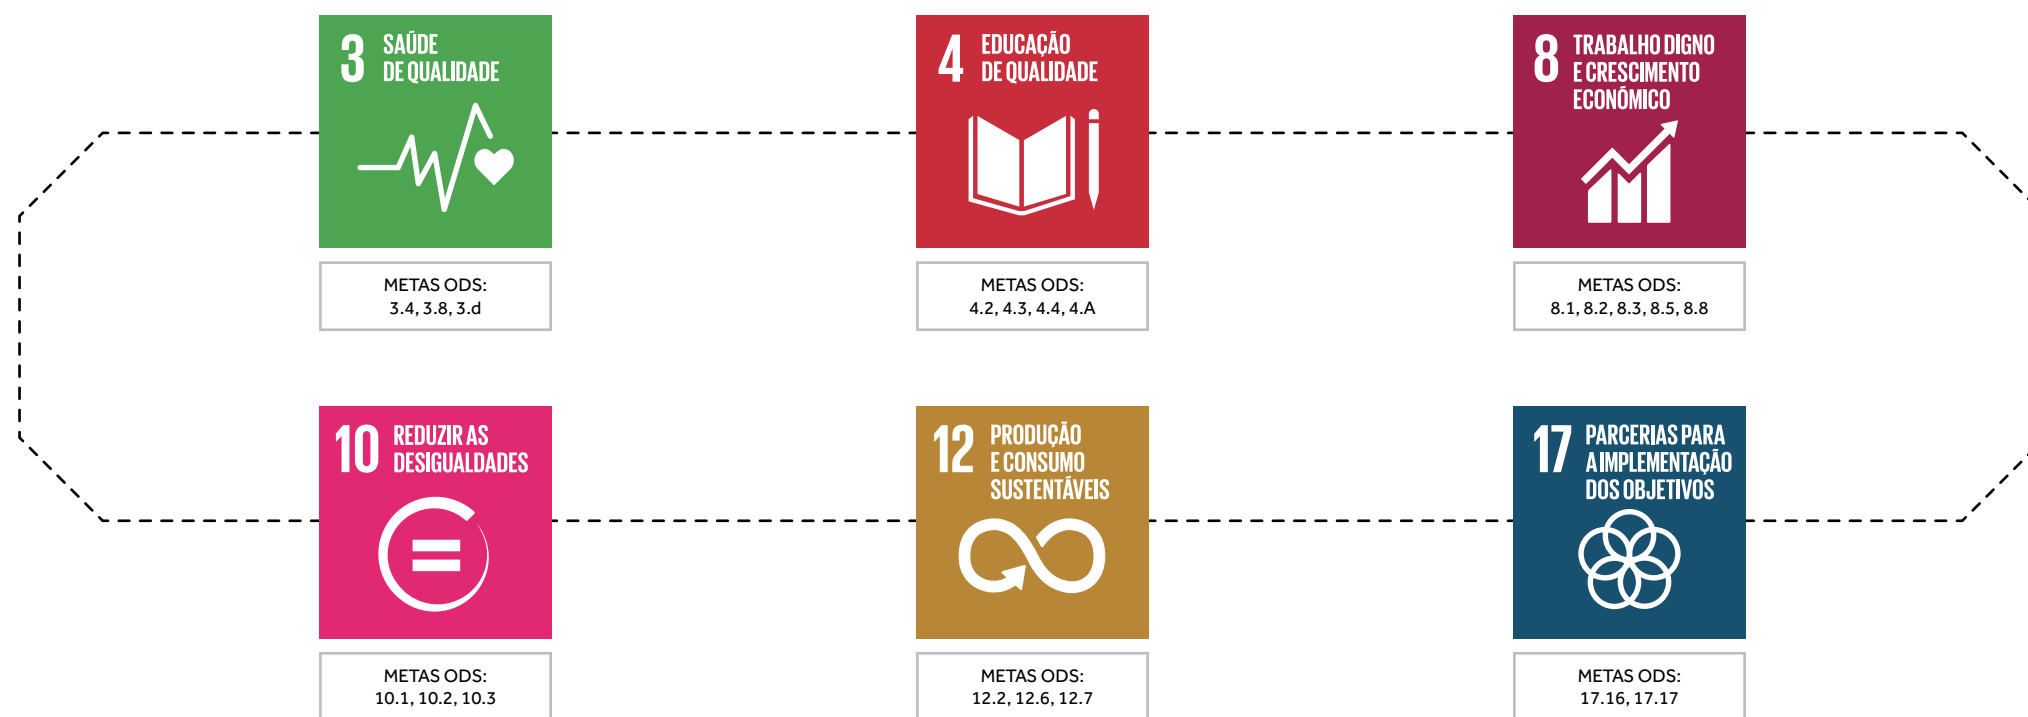 3 SAÚDE
DE QUALIDADE
METAS ODS:
3.4, 3.8, 3.d
4 EDUCAÇÃO
DE QUALIDADE
METAS ODS:
4.2, 4.3, 4.4, 4.A
8 TRABALHO DIGNO
E CRESCIMENTO
ECONÓMICO
METAS ODS:
8.1, 8.2, 8.3, 8.5, 8.8
10 REDUZIR AS
DESIGUALDADES
METAS ODS:
10.1, 10.2, 10.3
12 PRODUÇÃO
E CONSUMO
SUSTENTÁVEIS
METAS ODS:
12.2, 12.6, 12.7
17 PARCERIAS PARA
A IMPLEMENTAÇÃO
DOS OBJETIVOS
METAS ODS:
17.16, 17.17